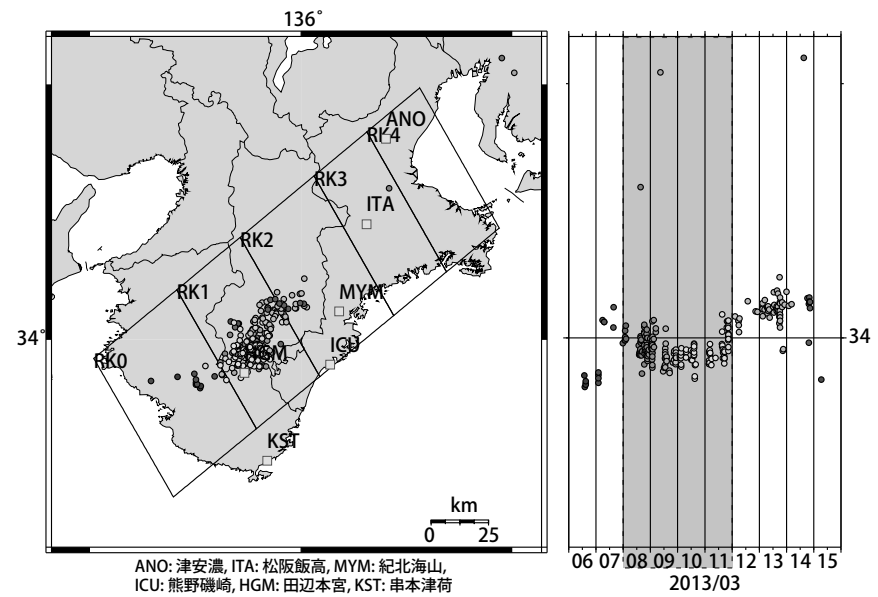 136°
ANO
RK4
RK3
ITA
RK2
RK1
MYM
34°
34
ICU
HGM
RK0
KST
km
0 25
06 07 08 09 10 11 12 13 14 15
2013/03
ANO: 津安濃, ITA: 松阪飯高, MYM: 紀北海山,
ICU: 熊野磯崎, HGM: 田辺本宮, KST: 串本津荷